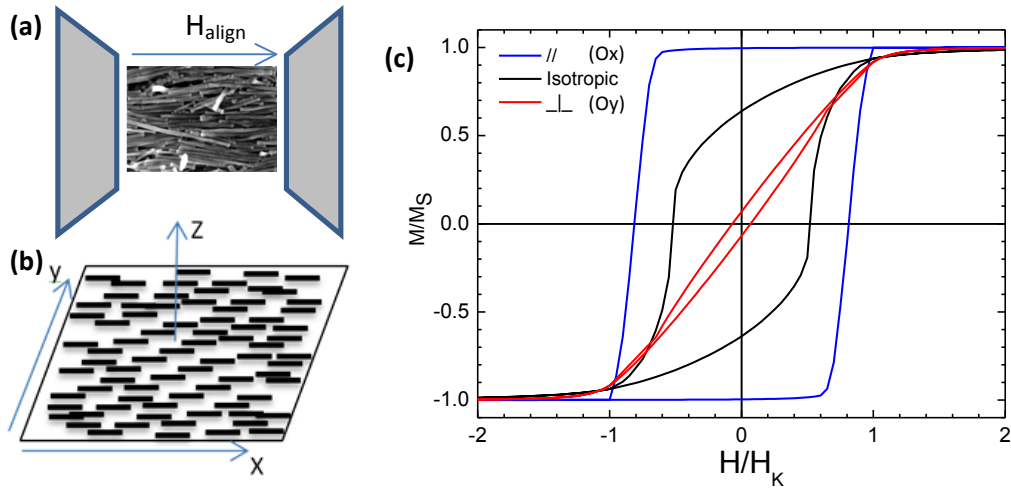 (a)
H_align
(b)
Z
y
X
(c)
// (Ox)
Isotropic
_|_ (Oy)
M/M_S
1.0
0.5
0.0
-0.5
-1.0
-2
-1
0
1
2
H/H_K